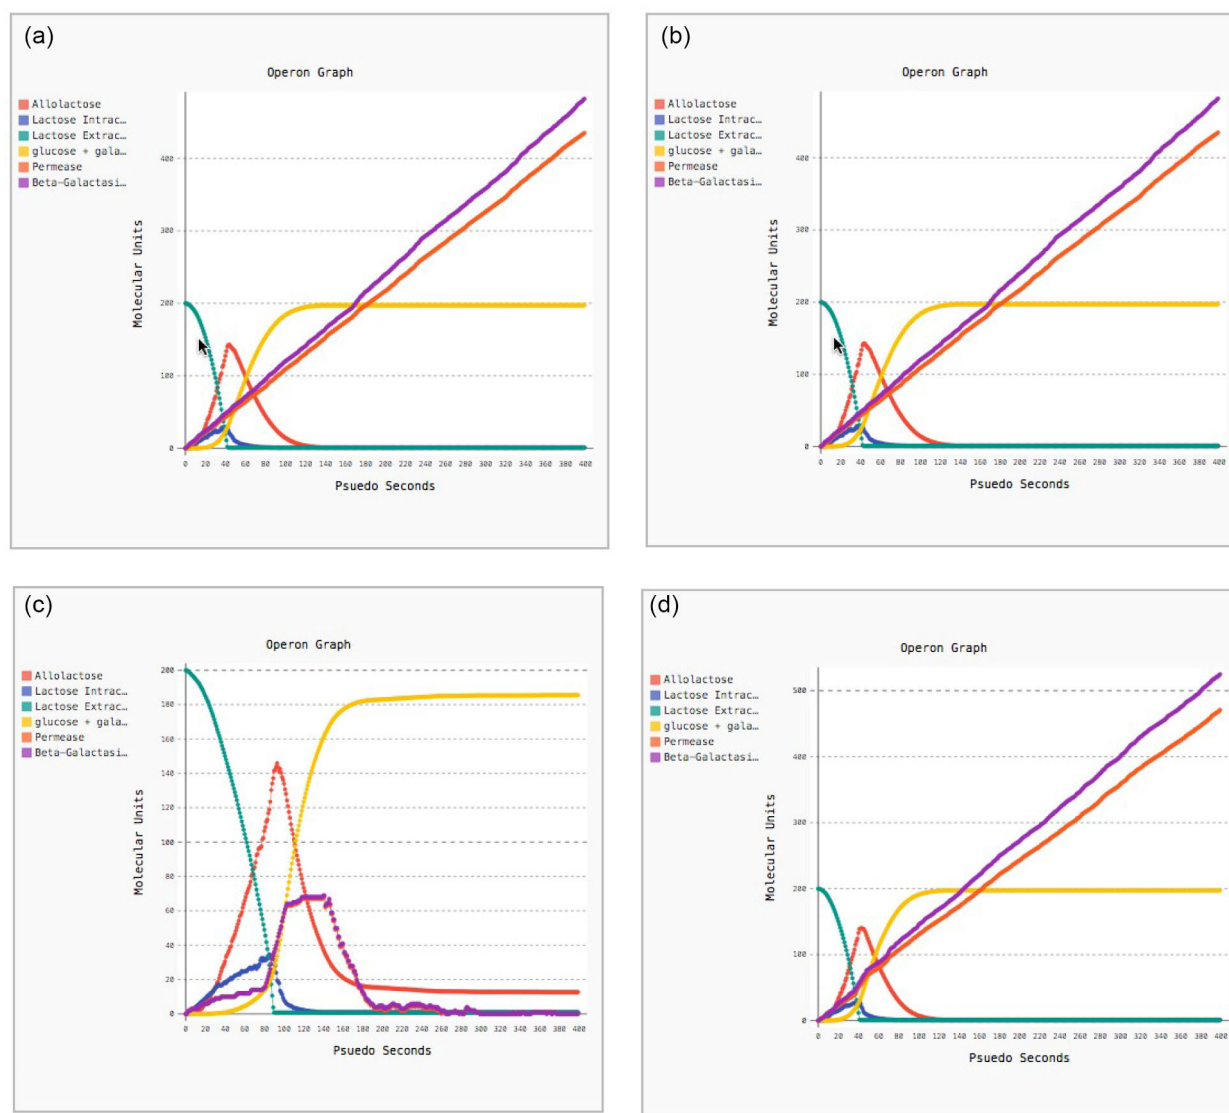 (a)
Operon Graph
Allolactose
Lactose Intrac…
Lactose Extrac…
glucose + gala…
Permease
Beta-Galactasi…
400
300
200
100
0
Molecular Units
0 20 40 60 80 100 120 140 160 180 200 220 240 260 280 300 320 340 360 380 400
Psuedo Seconds
(b)
Operon Graph
Allolactose
Lactose Intrac…
Lactose Extrac…
glucose + gala…
Permease
Beta-Galactasi…
400
300
200
100
0
Molecular Units
0 20 40 60 80 100 120 140 160 180 200 220 240 260 280 300 320 340 360 380 400
Psuedo Seconds
(c)
Operon Graph
Allolactose
Lactose Intrac…
Lactose Extrac…
glucose + gala…
Permease
Beta-Galactasi…
200
180
160
140
120
100
80
60
40
20
0
Molecular Units
0 20 40 60 80 100 120 140 160 180 200 220 240 260 280 300 320 340 360 380 400
Psuedo Seconds
(d)
Operon Graph
Allolactose
Lactose Intrac…
Lactose Extrac…
glucose + gala…
Permease
Beta-Galactasi…
500
400
300
200
100
0
Molecular Units
0 20 40 60 80 100 120 140 160 180 200 220 240 260 280 300 320 340 360 380 400
Psuedo Seconds